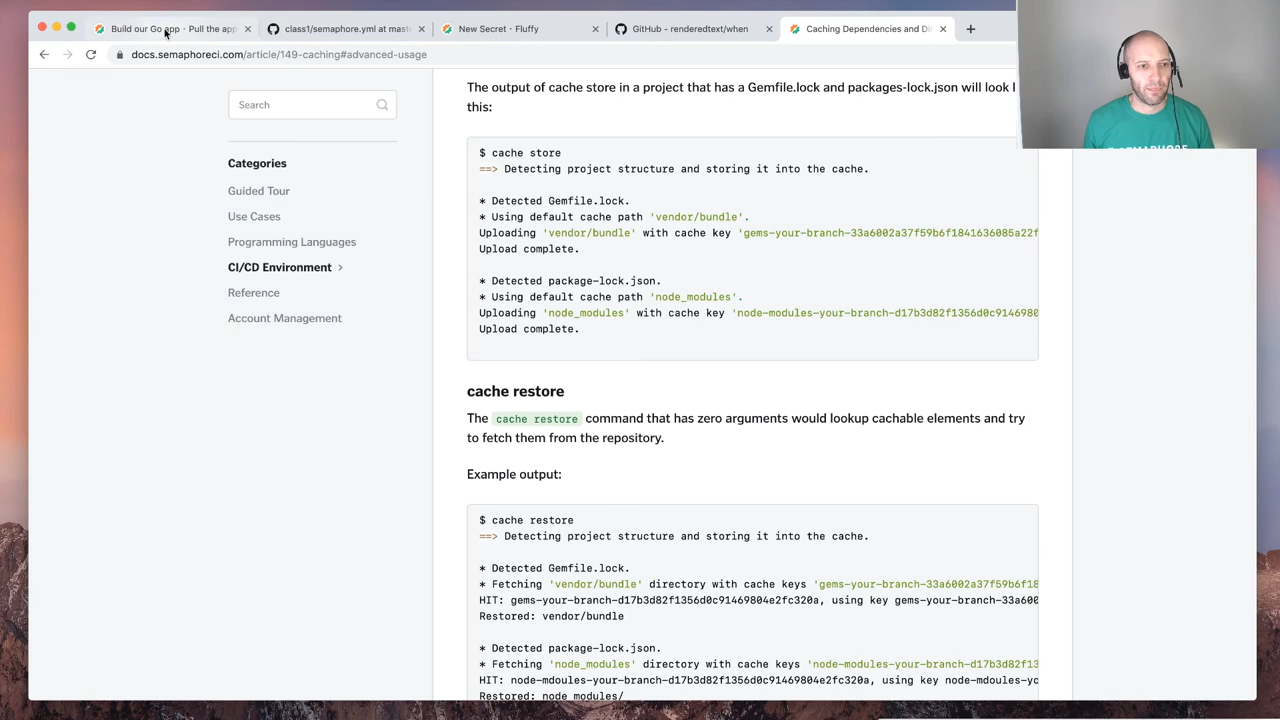 Build our Go app · Pull the app
class1/semaphore.yml at mast
New Secret · Fluffy
GitHub - renderedtext/when
Caching Dependencies and Dir
docs.semaphoreci.com/article/149-caching#advanced-usage
Search
Categories
Guided Tour
Use Cases
Programming Languages
CI/CD Environment
Reference
Account Management
The output of cache store in a project that has a Gemfile.lock and packages-lock.json will look l
this:
$ cache store
==> Detecting project structure and storing it into the cache.
* Detected Gemfile.lock.
* Using default cache path 'vendor/bundle'.
Uploading 'vendor/bundle' with cache key 'gems-your-branch-33a6002a37f59b6f1841636085a22f
Upload complete.
* Detected package-lock.json.
* Using default cache path 'node_modules'.
Uploading 'node_modules' with cache key 'node-modules-your-branch-d17b3d82f1356d0c9146980
Upload complete.
cache restore
The cache restore command that has zero arguments would lookup cachable elements and try
to fetch them from the repository.
Example output:
$ cache restore
==> Detecting project structure and storing it into the cache.
* Detected Gemfile.lock.
* Fetching 'vendor/bundle' directory with cache keys 'gems-your-branch-33a6002a37f59b6f18
HIT: gems-your-branch-d17b3d82f1356d0c91469804e2fc320a, using key gems-your-branch-33a600
Restored: vendor/bundle
* Detected package-lock.json.
* Fetching 'node_modules' directory with cache keys 'node-modules-your-branch-d17b3d82f13
HIT: node-mdoules-your-branch-d17b3d82f1356d0c91469804e2fc320a, using key node-mdoules-yo
Restored: node_modules/